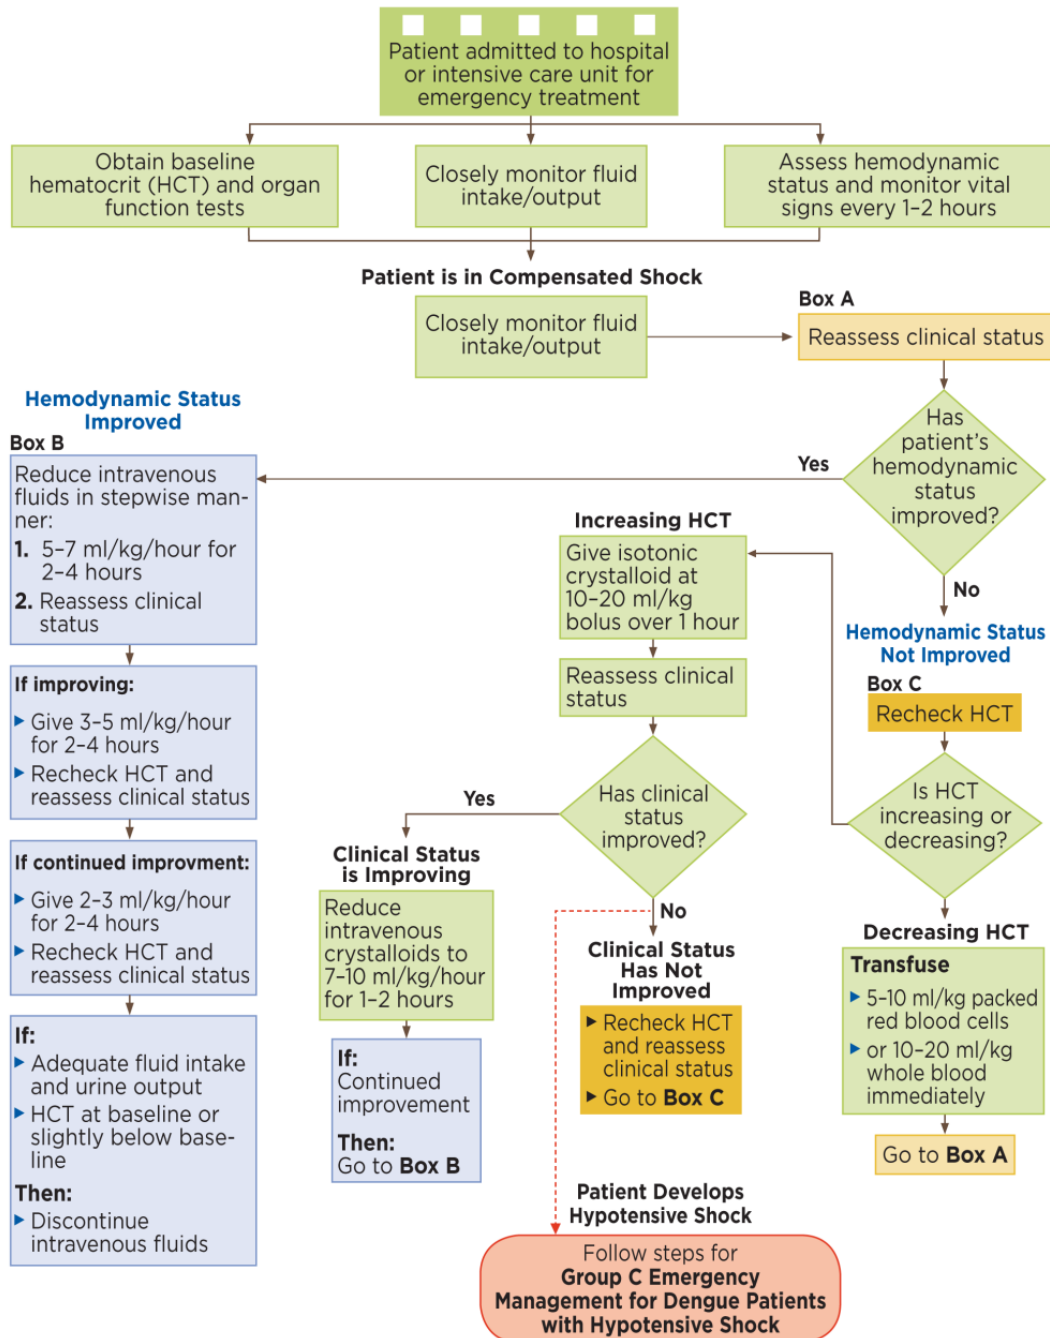 Patient admitted to hospital
or intensive care unit for
emergency treatment
Obtain baseline
hematocrit (HCT) and organ
function tests
Closely monitor fluid
intake/output
Assess hemodynamic
status and monitor vital
signs every 1–2 hours
Patient is in Compensated Shock
Closely monitor fluid
intake/output
Box A
Reassess clinical status
Has
patient's
hemodynamic
status
improved?
Yes
No
Hemodynamic Status
Improved
Box B
Reduce intravenous
fluids in stepwise man-
ner:
1. 5–7 ml/kg/hour for
2–4 hours
2. Reassess clinical
status
If improving:
▶ Give 3–5 ml/kg/hour
for 2–4 hours
▶ Recheck HCT and
reassess clinical status
If continued improvment:
▶ Give 2–3 ml/kg/hour
for 2–4 hours
▶ Recheck HCT and
reassess clinical status
If:
▶ Adequate fluid intake
and urine output
▶ HCT at baseline or
slightly below base-
line
Then:
▶ Discontinue
intravenous fluids
Hemodynamic Status
Not Improved
Box C
Recheck HCT
Is HCT
increasing or
decreasing?
Increasing HCT
Give isotonic
crystalloid at
10–20 ml/kg
bolus over 1 hour
Reassess clinical
status
Has clinical
status
improved?
Yes
No
Clinical Status
is Improving
Reduce
intravenous
crystalloids to
7–10 ml/kg/hour
for 1–2 hours
If:
Continued
improvement
Then:
Go to Box B
Clinical Status
Has Not
Improved
▶ Recheck HCT
and reassess
clinical status
▶ Go to Box C
Decreasing HCT
Transfuse
▶ 5–10 ml/kg packed
red blood cells
▶ or 10–20 ml/kg
whole blood
immediately
Go to Box A
Patient Develops
Hypotensive Shock
Follow steps for
Group C Emergency
Management for Dengue Patients
with Hypotensive Shock